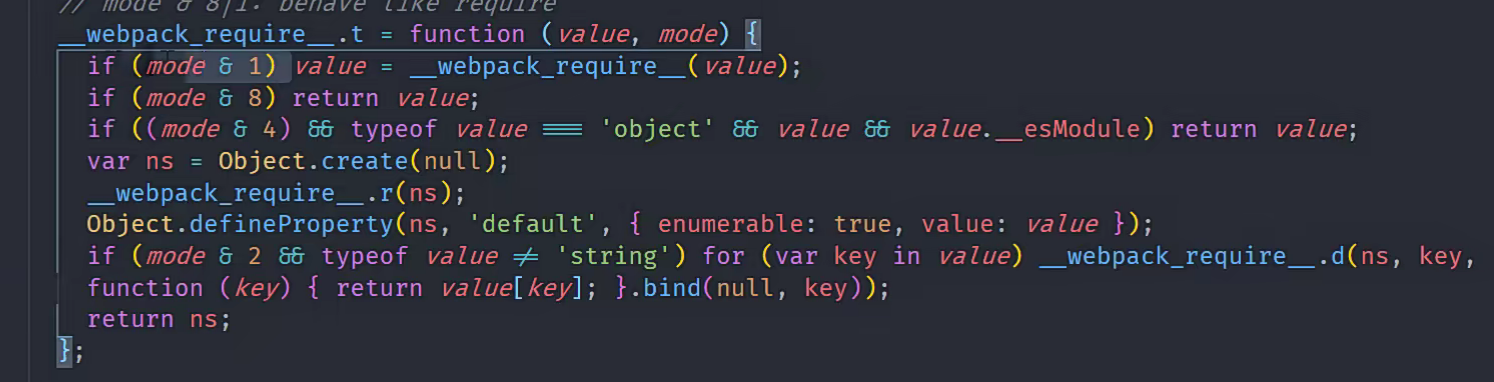 // mode & 8|1: behave like require
__webpack_require__.t = function (value, mode) {
if (mode & 1) value = __webpack_require__(value);
if (mode & 8) return value;
if ((mode & 4) && typeof value === 'object' && value && value.__esModule) return value;
var ns = Object.create(null);
__webpack_require__.r(ns);
Object.defineProperty(ns, 'default', { enumerable: true, value: value });
if (mode & 2 && typeof value != 'string') for (var key in value) __webpack_require__.d(ns, key,
function (key) { return value[key]; }.bind(null, key));
return ns;
};